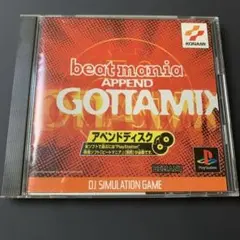 KONAMI
beatmania
APPEND
GOTTAMIX
アペンドディスク
PlayStation
DJ SIMULATION GAME